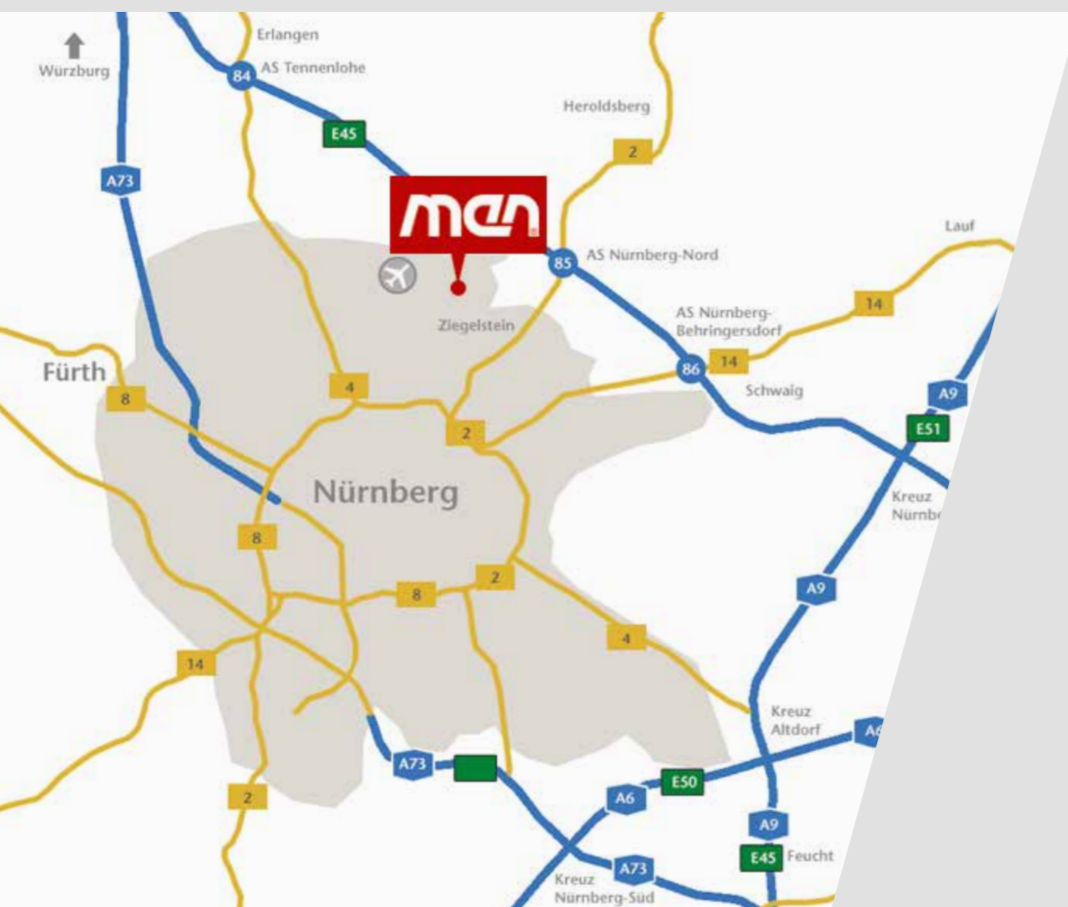 Erlangen
Würzburg
84
AS Tennenlohe
Heroldsberg
E45
2
A73
men
®
Lauf
85
AS Nürnberg-Nord
14
AS Nürnberg-
Behringersdorf
Ziegelstein
86
14
Fürth
8
4
Schwaig
A9
E51
2
Nürnberg
Kreuz
8
A9
2
8
4
14
Kreuz
Altdorf
A73
E50
A6
2
A6
A9
E45
Feucht
A73
Kreuz
Nürnberg-Süd